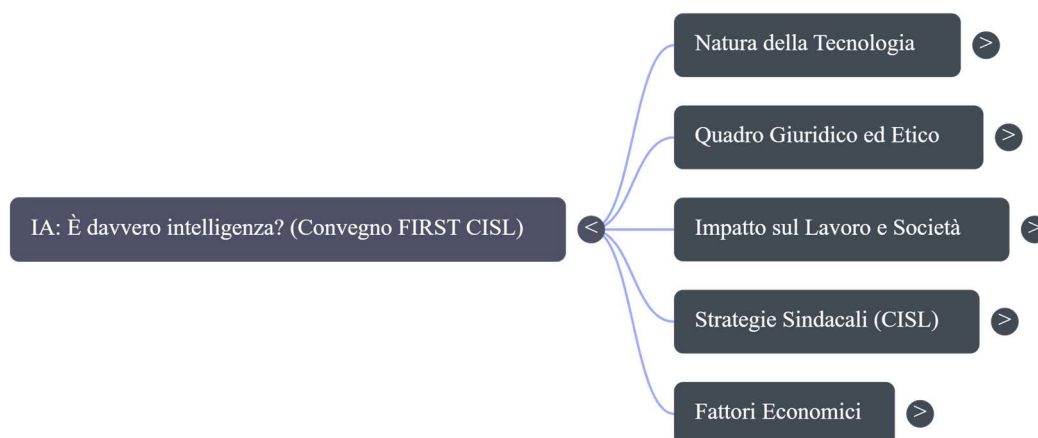 Natura della Tecnologia >
Quadro Giuridico ed Etico >
IA: È davvero intelligenza? (Convegno FIRST CISL) <
Impatto sul Lavoro e Società >
Strategie Sindacali (CISL) >
Fattori Economici >